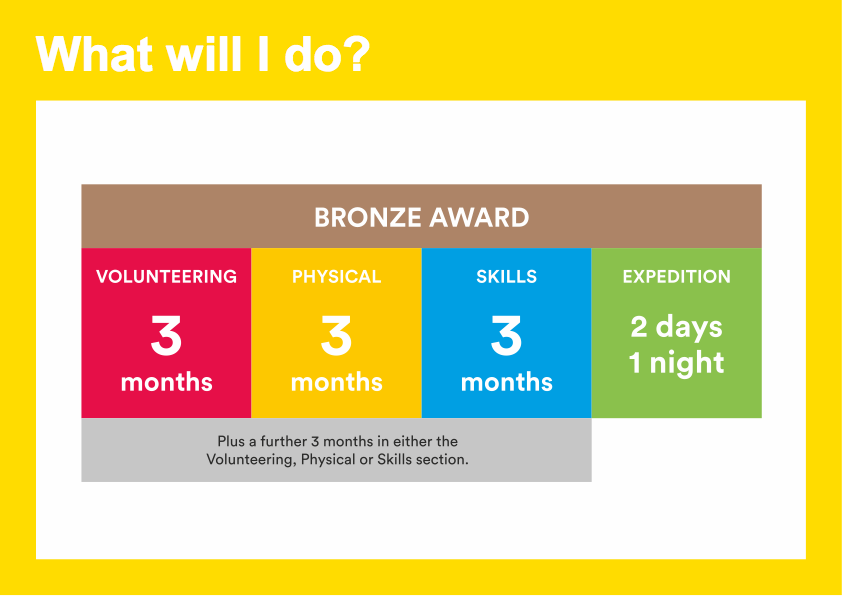 What will I do?
BRONZE AWARD
VOLUNTEERING
3
months
PHYSICAL
3
months
SKILLS
3
months
EXPEDITION
2 days
1 night
Plus a further 3 months in either the
Volunteering, Physical or Skills section.